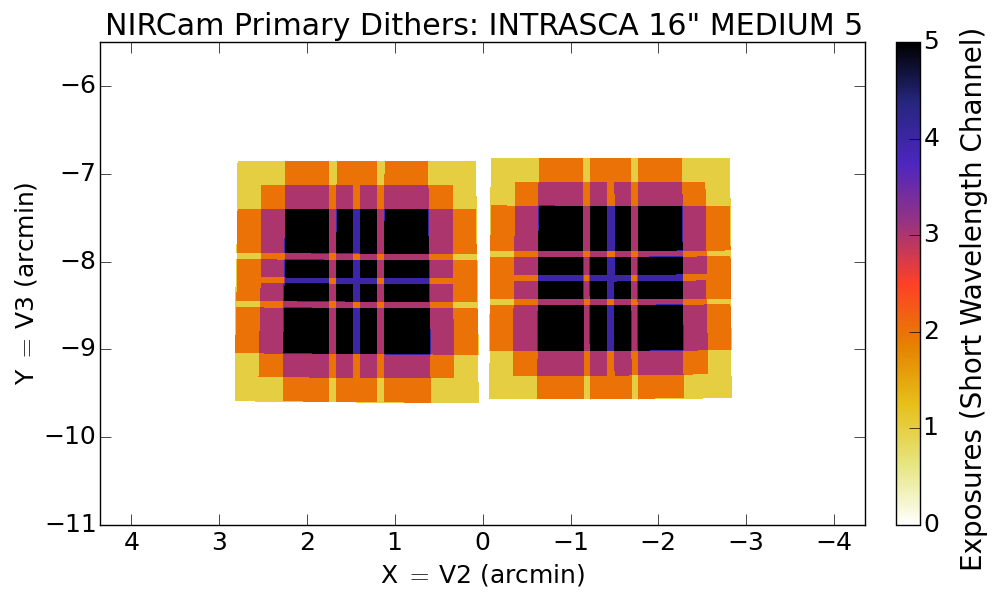 NIRCam Primary Dithers: INTRASCA 16" MEDIUM 5
−6
−7
−8
−9
−10
−11
Y = V3 (arcmin)
4 3 2 1 0 −1 −2 −3 −4
X = V2 (arcmin)
5
4
3
2
1
0
Exposures (Short Wavelength Channel)